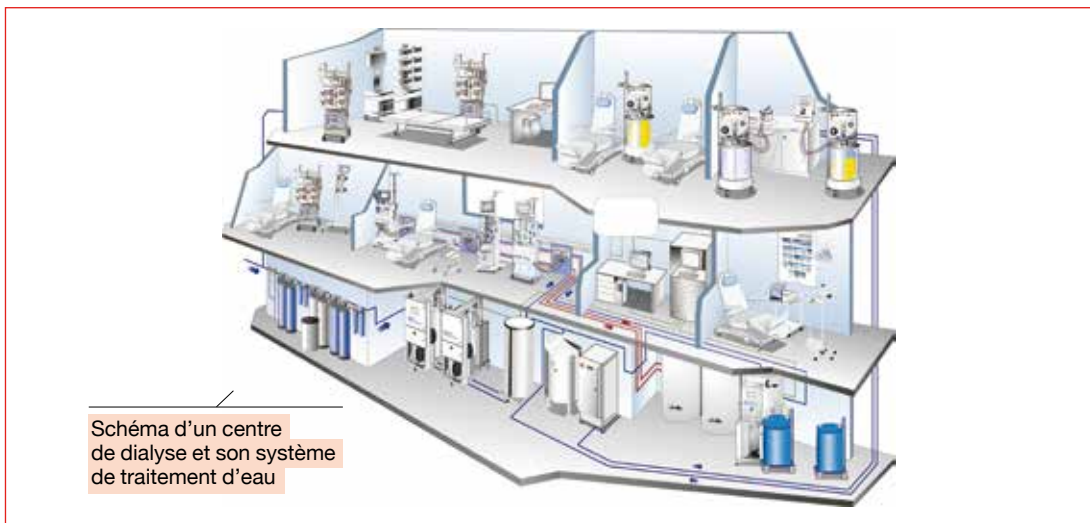 Schéma d’un centre
de dialyse et son système
de traitement d’eau